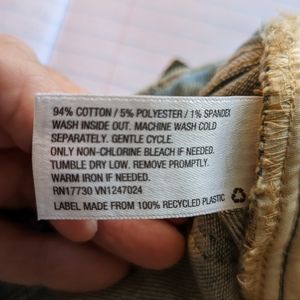 94% COTTON / 5% POLYESTER / 1% SPANDEX
WASH INSIDE OUT. MACHINE WASH COLD
SEPARATELY. GENTLE CYCLE.
ONLY NON-CHLORINE BLEACH IF NEEDED.
TUMBLE DRY LOW. REMOVE PROMPTLY.
WARM IRON IF NEEDED.
RN17730 VN1247024
LABEL MADE FROM 100% RECYCLED PLASTIC